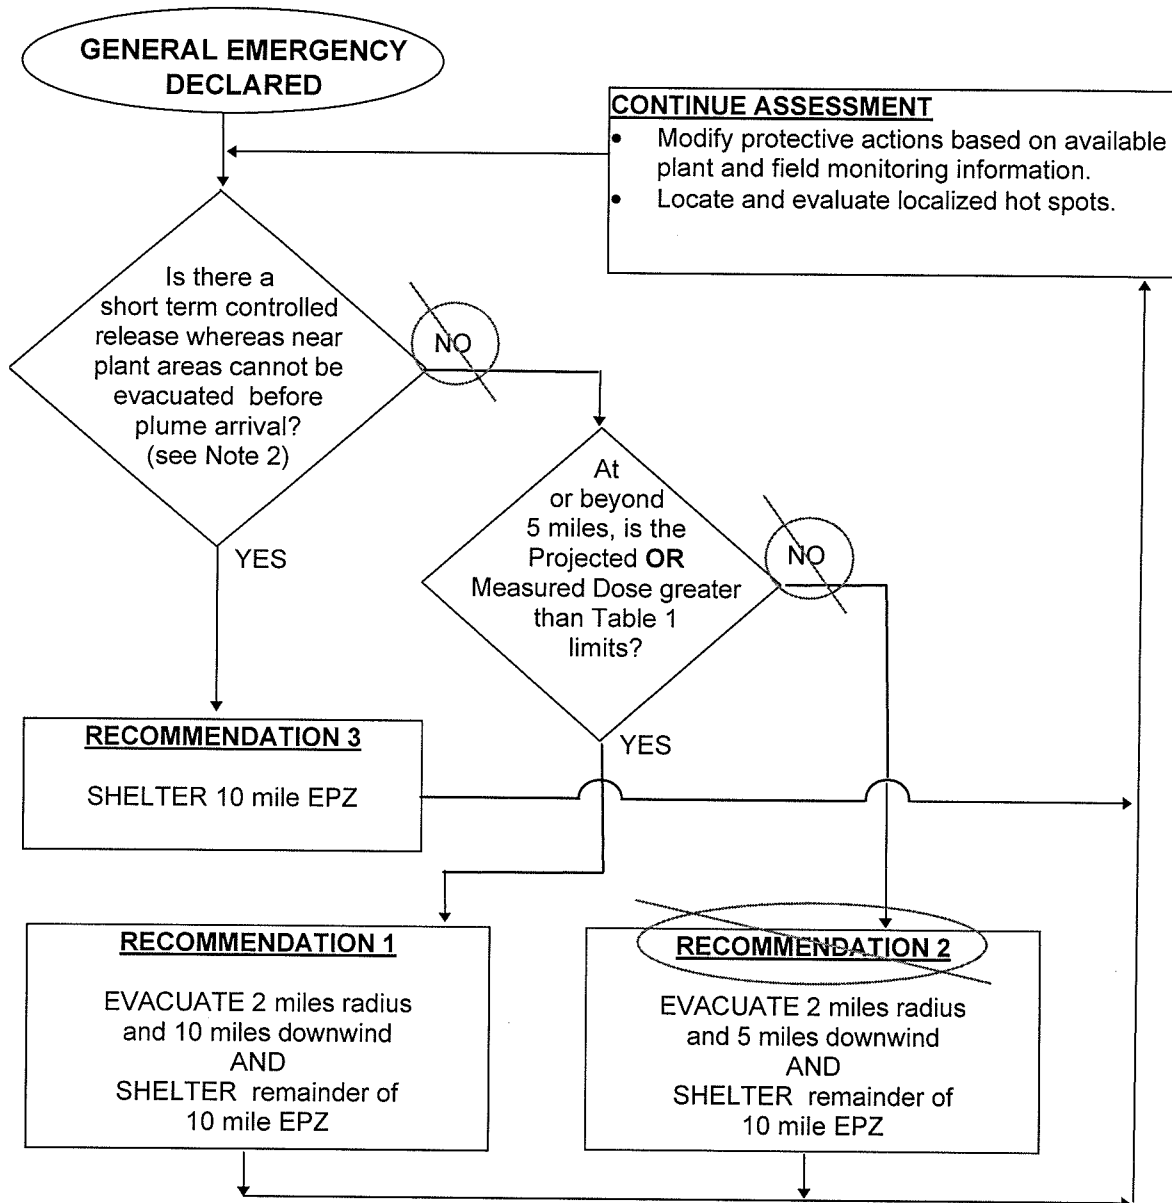 GENERAL EMERGENCY
DECLARED
CONTINUE ASSESSMENT
• Modify protective actions based on available
plant and field monitoring information.
• Locate and evaluate localized hot spots.
Is there a
short term controlled
release whereas near
plant areas cannot be
evacuated before
plume arrival?
(see Note 2)
NO
YES
At
or beyond
5 miles, is the
Projected OR
Measured Dose greater
than Table 1
limits?
NO
YES
RECOMMENDATION 3
SHELTER 10 mile EPZ
RECOMMENDATION 1
EVACUATE 2 miles radius
and 10 miles downwind
AND
SHELTER remainder of
10 mile EPZ
RECOMMENDATION 2
EVACUATE 2 miles radius
and 5 miles downwind
AND
SHELTER remainder of
10 mile EPZ